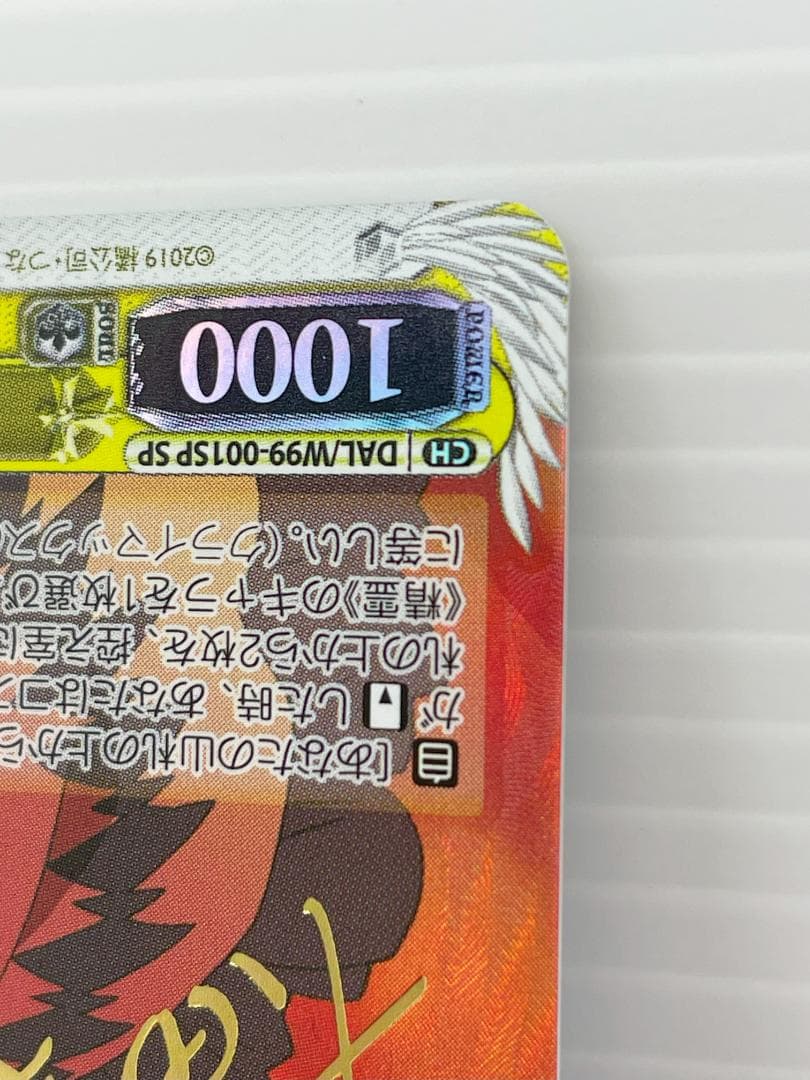 自[あなたの山札の上から
が した時、あなたはコス
札の上から2枚を、控え室に
《精霊》のキャラを1枚選び
に等しい。(クライマックス
CH DAL/W99-001SP SP
POWER 1000 SOUL
©2019 橘公司・つな